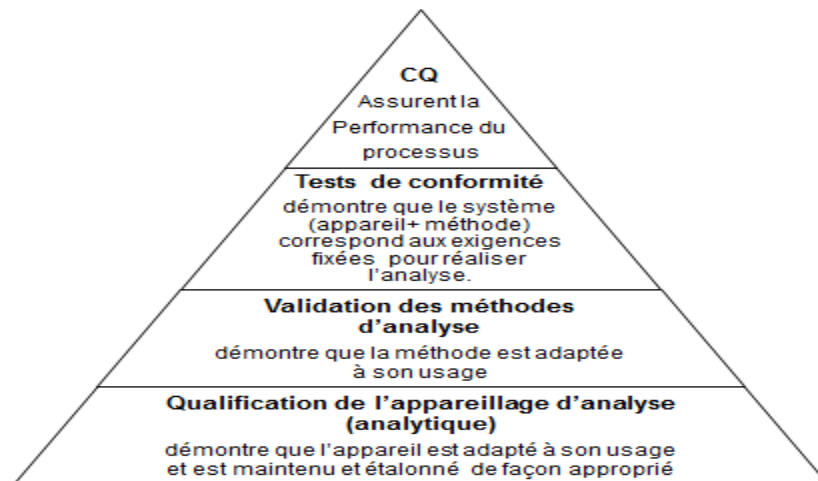 CQ
Assurent la
Performance du
processus
Tests de conformité
démontre que le système
(appareil+ méthode)
correspond aux exigences
fixées pour réaliser
l'analyse.
Validation des méthodes
d'analyse
démontre que la méthode est adaptée
à son usage
Qualification de l'appareillage d'analyse
(analytique)
démontre que l'appareil est adapté à son usage
et est maintenu et étalonné de façon approprié